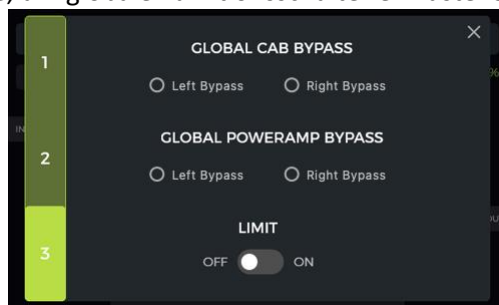 1
GLOBAL CAB BYPASS
Left Bypass Right Bypass
IN
GLOBAL POWERAMP BYPASS
2
Left Bypass Right Bypass
LIMIT
3
OFF ON